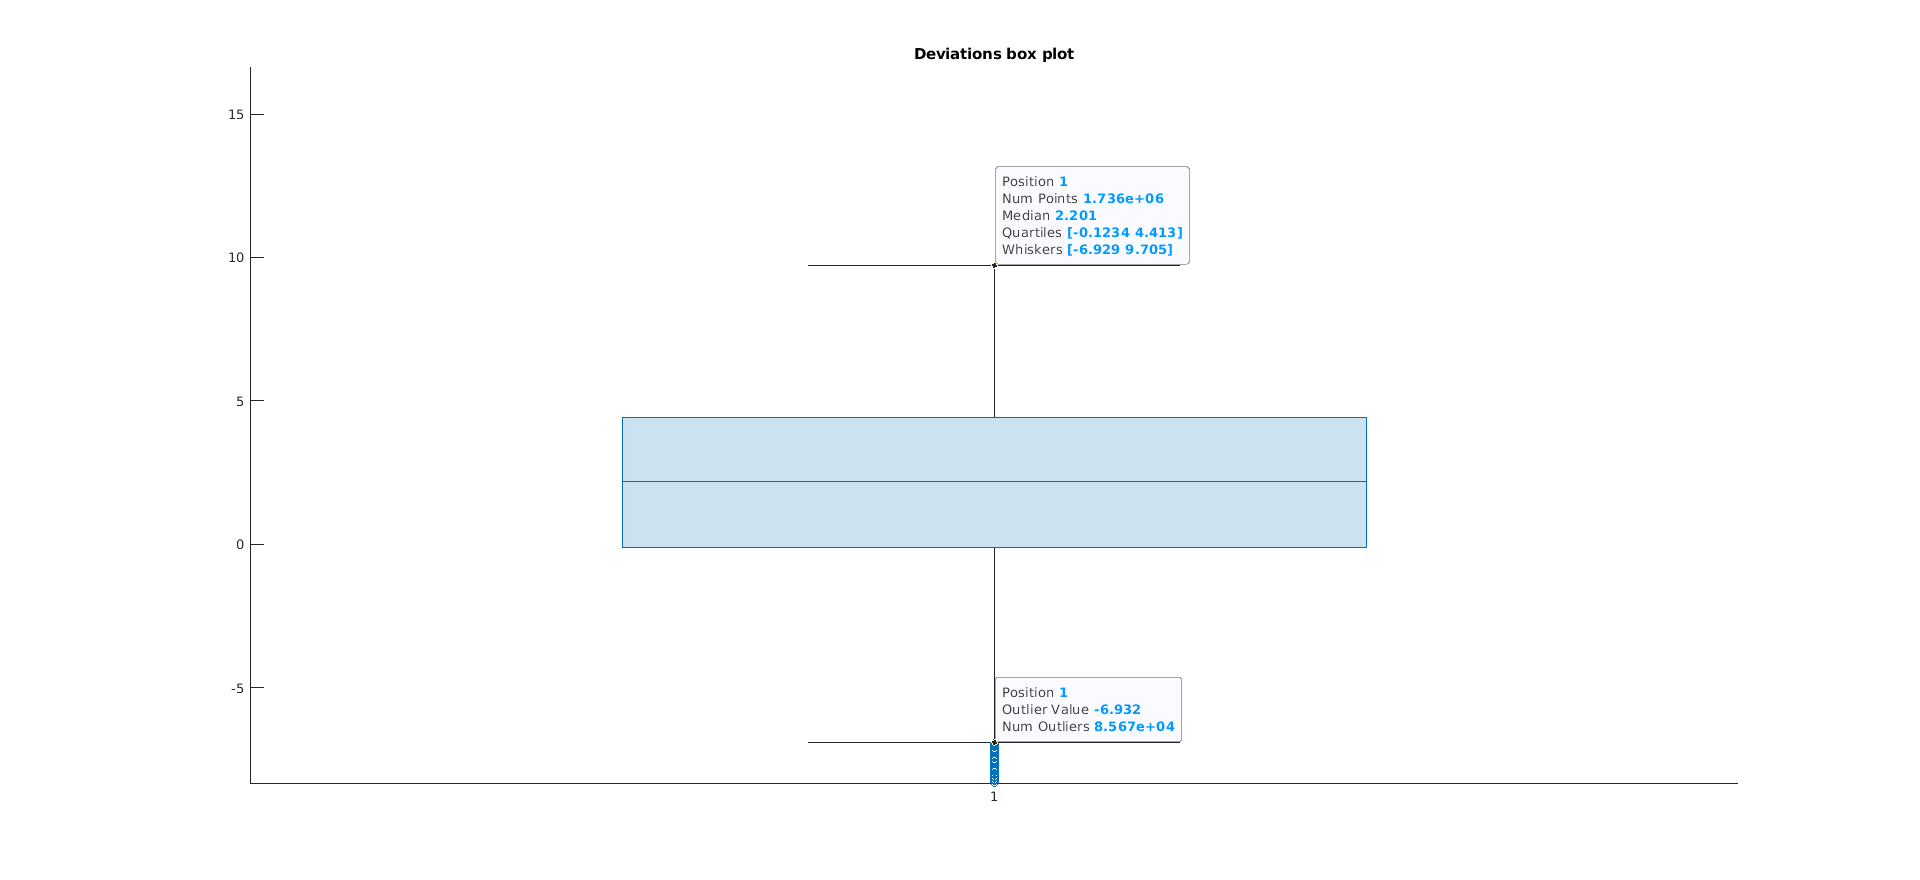 Deviations box plot
15
Position 1
Num Points 1.736e+06
Median 2.201
Quartiles [-0.1234 4.413]
Whiskers [-6.929 9.705]
10
5
0
-5
Position 1
Outlier Value -6.932
Num Outliers 8.567e+04
1